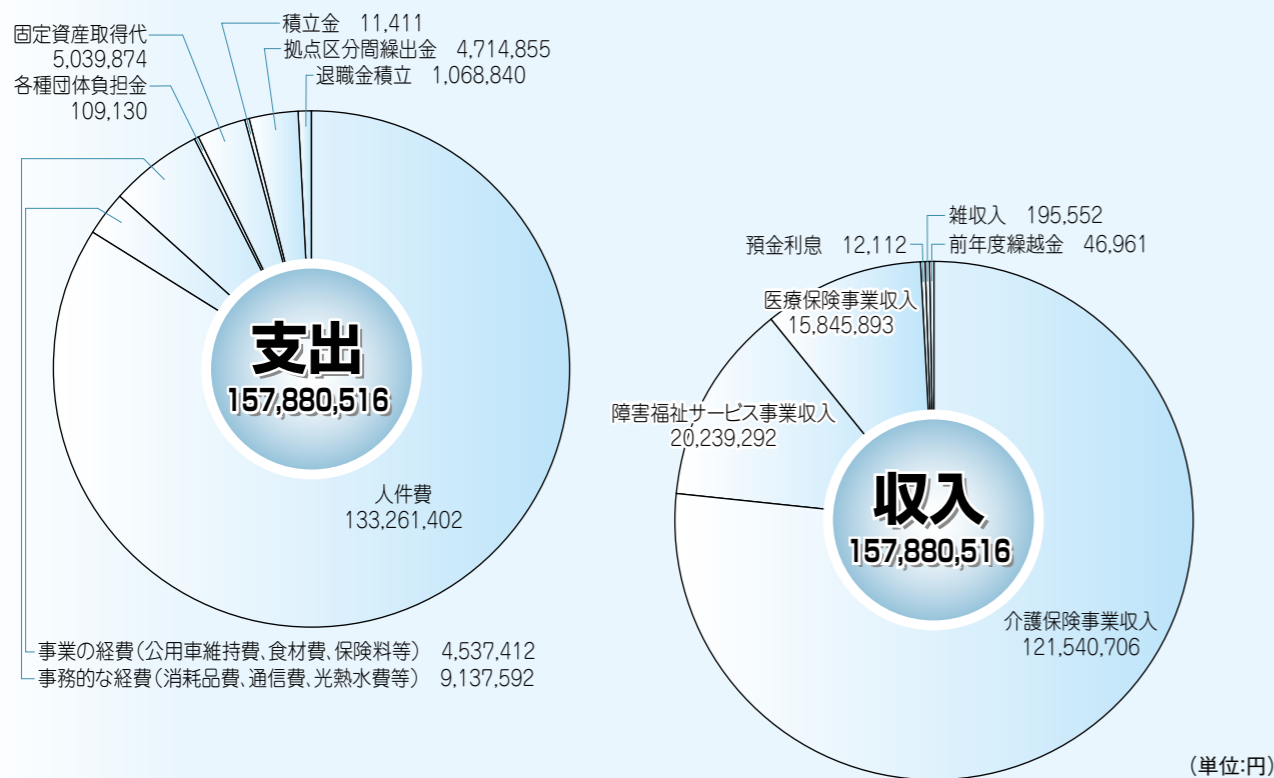 積立金 11,411
固定資産取得代
5,039,874
拠点区分間繰出金 4,714,855
退職金積立 1,068,840
各種団体負担金
109,130
支出
157,880,516
人件費
133,261,402
事業の経費(公用車維持費、食材費、保険料等) 4,537,412
事務的な経費(消耗品費、通信費、光熱水費等) 9,137,592
雑収入 195,552
預金利息 12,112
前年度繰越金 46,961
医療保険事業収入
15,845,893
障害福祉サービス事業収入
20,239,292
収入
157,880,516
介護保険事業収入
121,540,706
(単位:円)